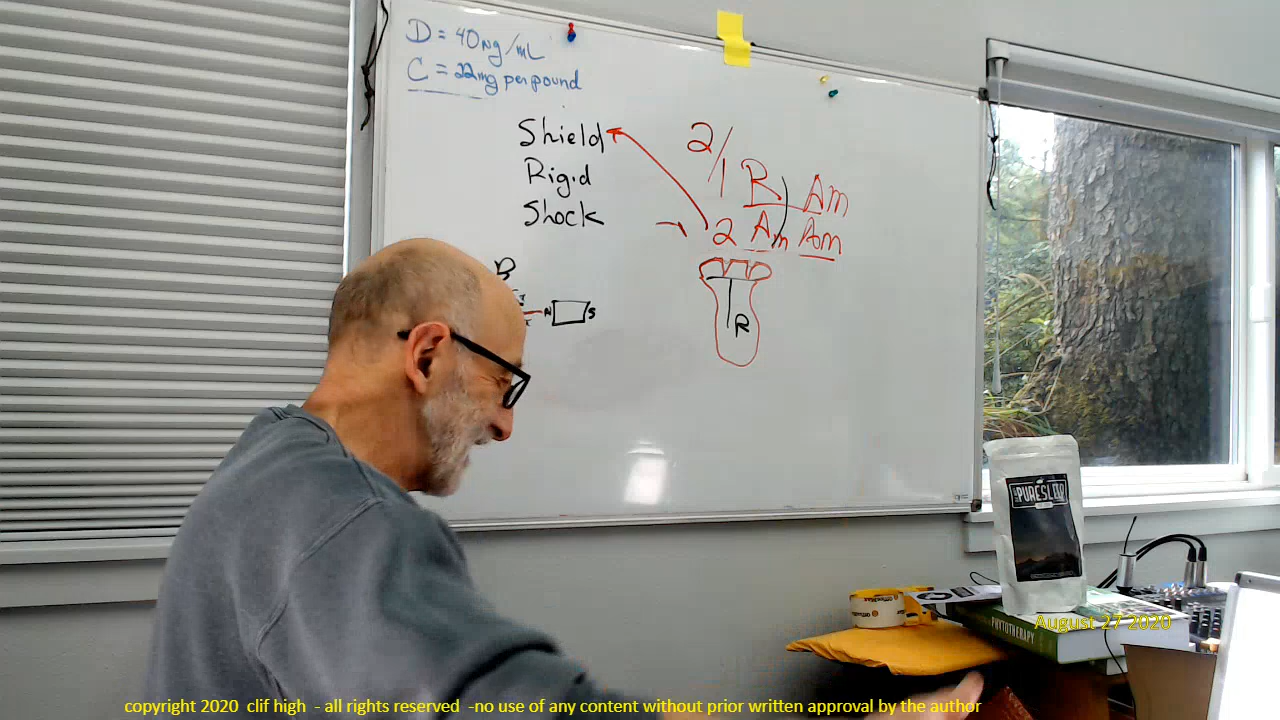 D = 40ng/mL
C = 22mg per pound
Shield
Rigid
Shock
2/1 R) Am
2 Am Am
B
N S
R
PURESLEEP
PHYTOTHERAPY
August 27 2020
copyright 2020 clif high - all rights reserved -no use of any content without prior written approval by the author